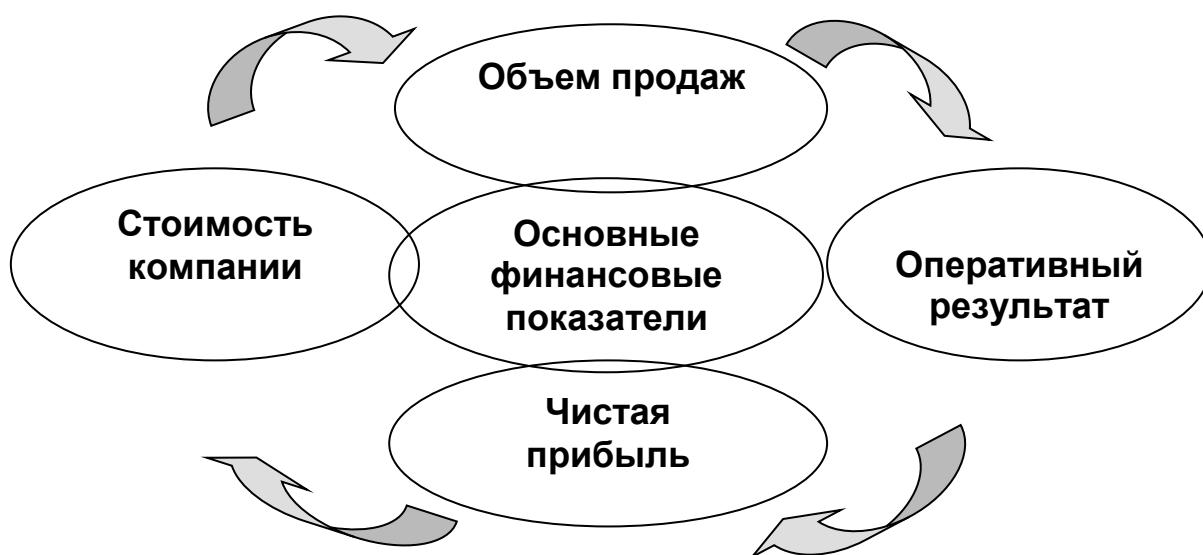 Объем продаж
Стоимость
компании
Основные
финансовые
показатели
Оперативный
результат
Чистая
прибыль